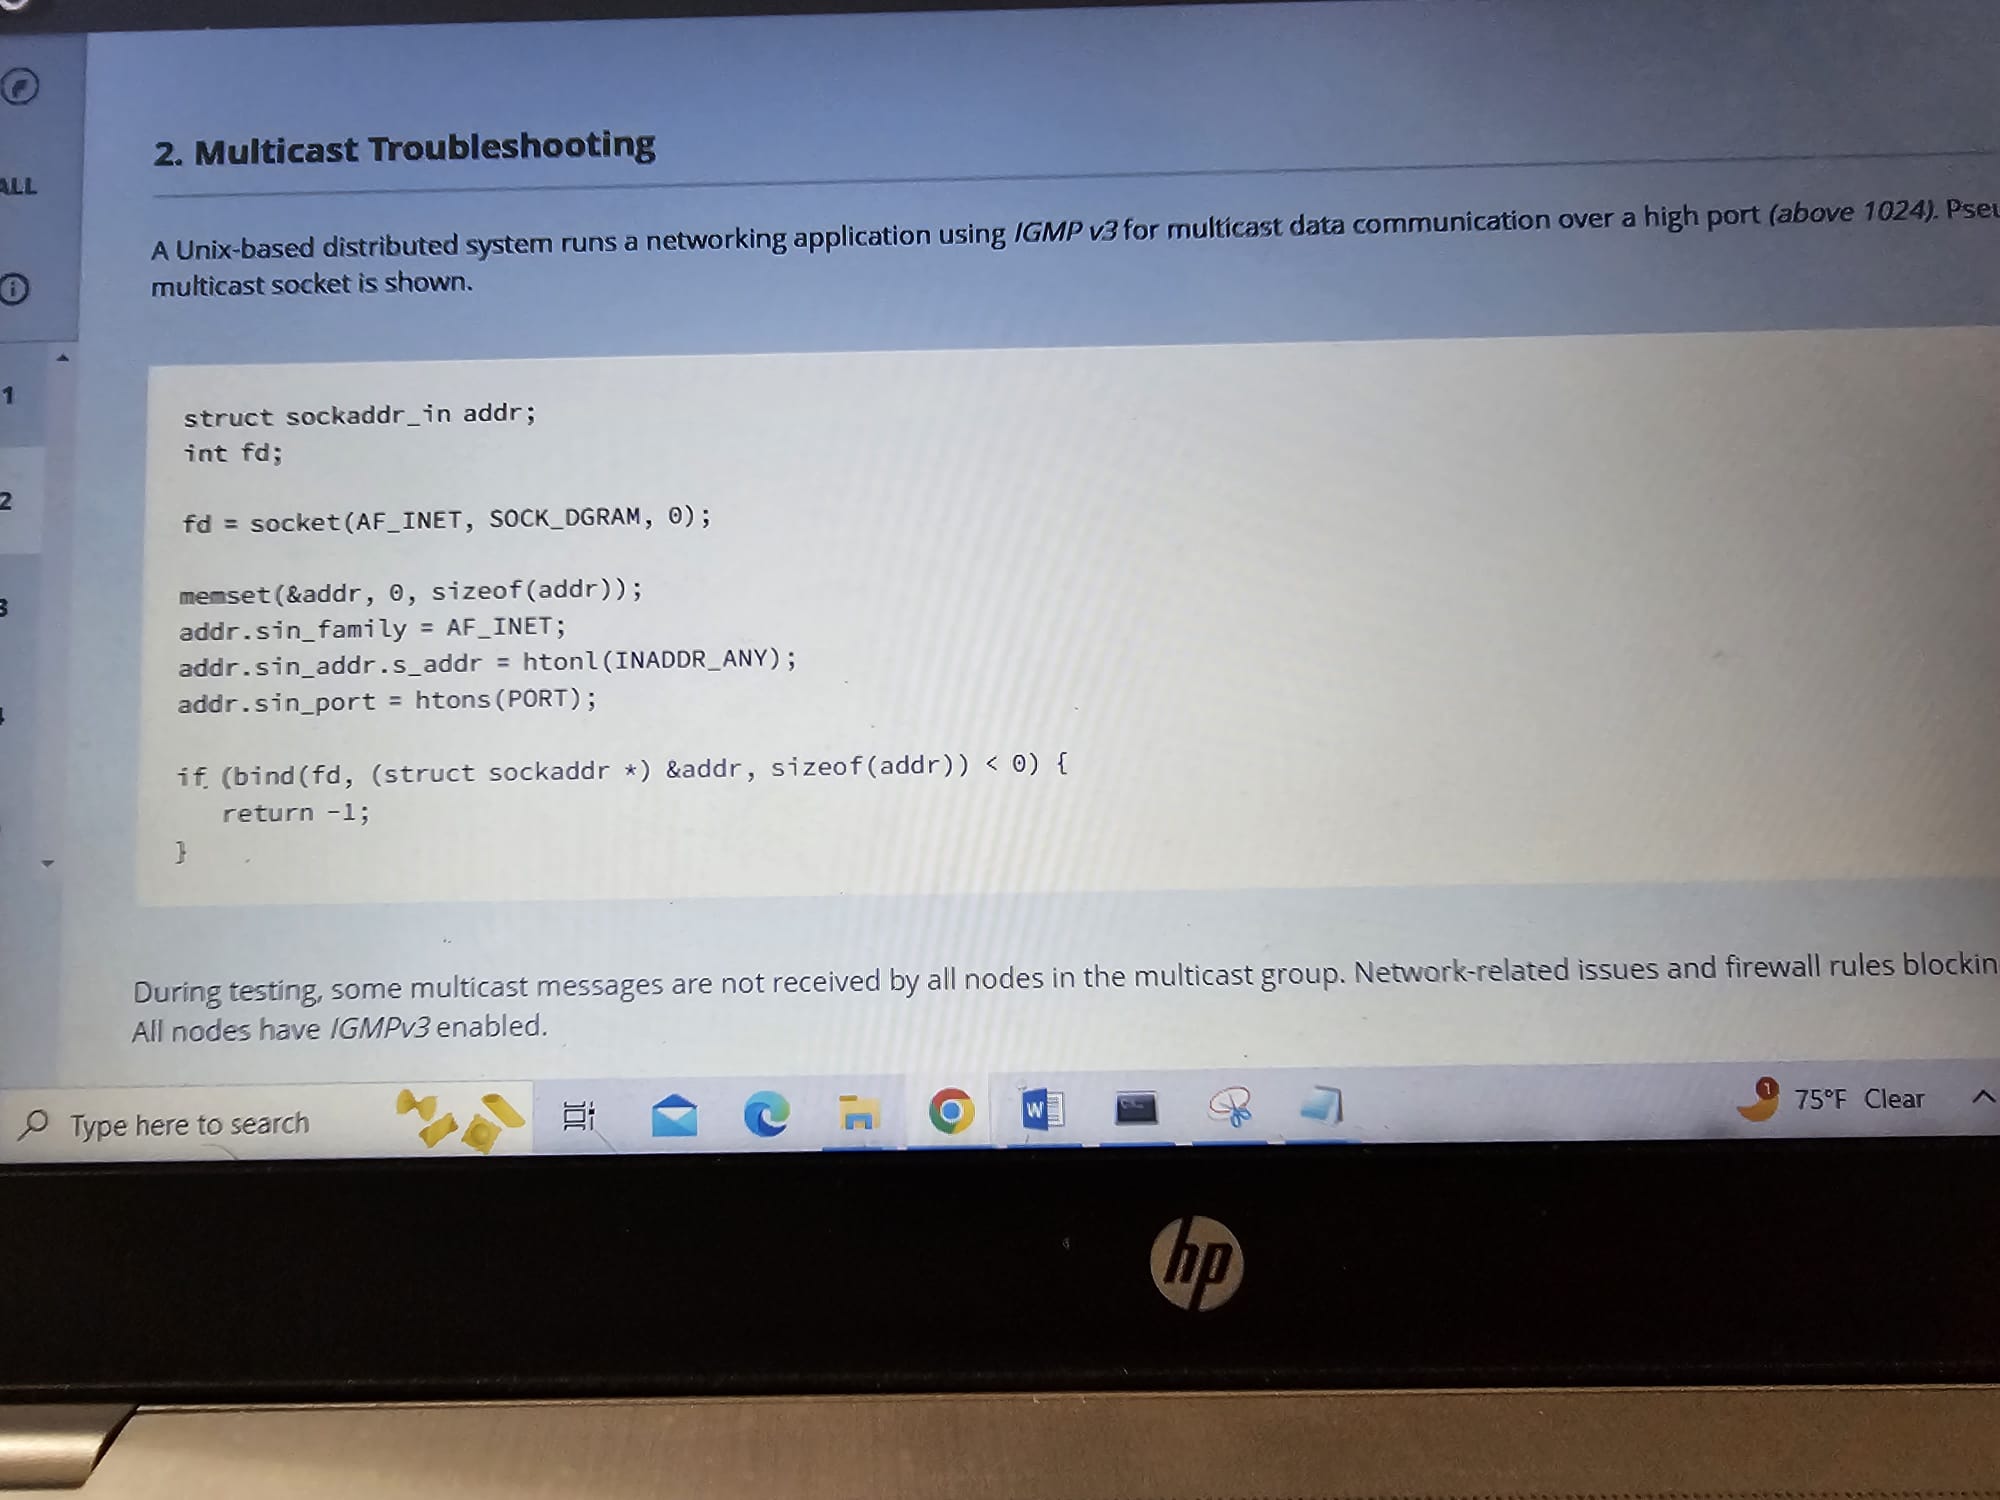 ALL
1
2
3
2. Multicast Troubleshooting
A Unix-based distributed system runs a networking application using IGMP v3 for multicast data communication over a high port (above 1024).
multicast socket is shown.
struct sockaddr_in addr;
int fd;
fd = socket(AF_INET, SOCK_DGRAM, 0);
memset(&addr, 0, sizeof(addr));
addr.sin_family = AF_INET;
addr.sin_addr.s_addr = htonl(INADDR_ANY);
addr.sin_port = htons(PORT);
if (bind(fd, (struct sockaddr *) &addr, sizeof(addr)) < 0) {
return -1;
}
During testing, some multicast messages are not received by all nodes in the multicast group. Network-related issues and firewall rules
All nodes have IGMPv3 enabled.
Type here to search
W
1
75°F Clear
hp